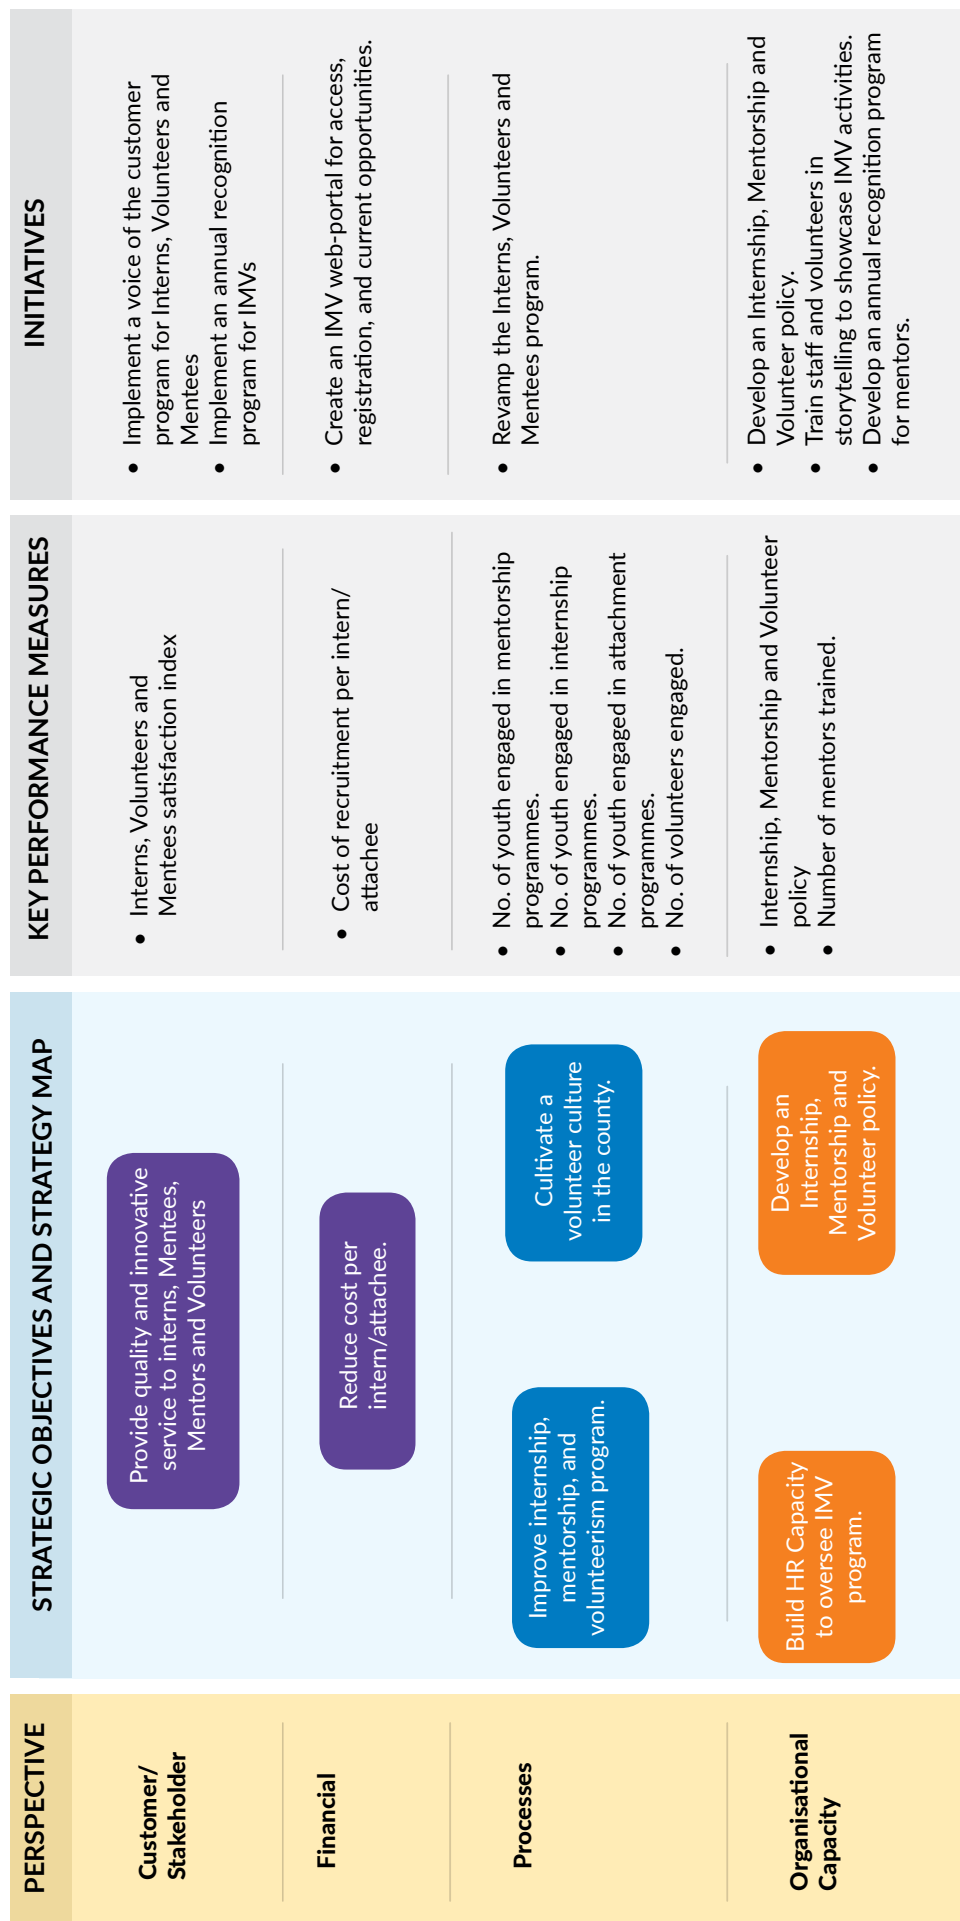 PERSPECTIVE
STRATEGIC OBJECTIVES AND STRATEGY MAP
KEY PERFORMANCE MEASURES
INITIATIVES
Customer/
Stakeholder
Provide quality and innovative
service to interns, Mentees,
Mentors and Volunteers
• Interns, Volunteers and
Mentees satisfaction index
• Implement a voice of the customer
program for Interns, Volunteers and
Mentees
• Implement an annual recognition
program for IMVs
Financial
Reduce cost per
intern/attachee.
• Cost of recruitment per intern/
attachee
• Create an IMV web-portal for access,
registration, and current opportunities.
Processes
Improve internship,
mentorship, and
volunteerism program.
Cultivate a
volunteer culture
in the county.
• No. of youth engaged in mentorship
programmes.
• No. of youth engaged in internship
programmes.
• No. of youth engaged in attachment
programmes.
• No. of volunteers engaged.
• Revamp the Interns, Volunteers and
Mentees program.
Organisational
Capacity
Build HR Capacity
to oversee IMV
program.
Develop an
Internship,
Mentorship and
Volunteer policy.
• Internship, Mentorship and Volunteer
policy
• Number of mentors trained.
• Develop an Internship, Mentorship and
Volunteer policy.
• Train staff and volunteers in
storytelling to showcase IMV activities.
• Develop an annual recognition program
for mentors.